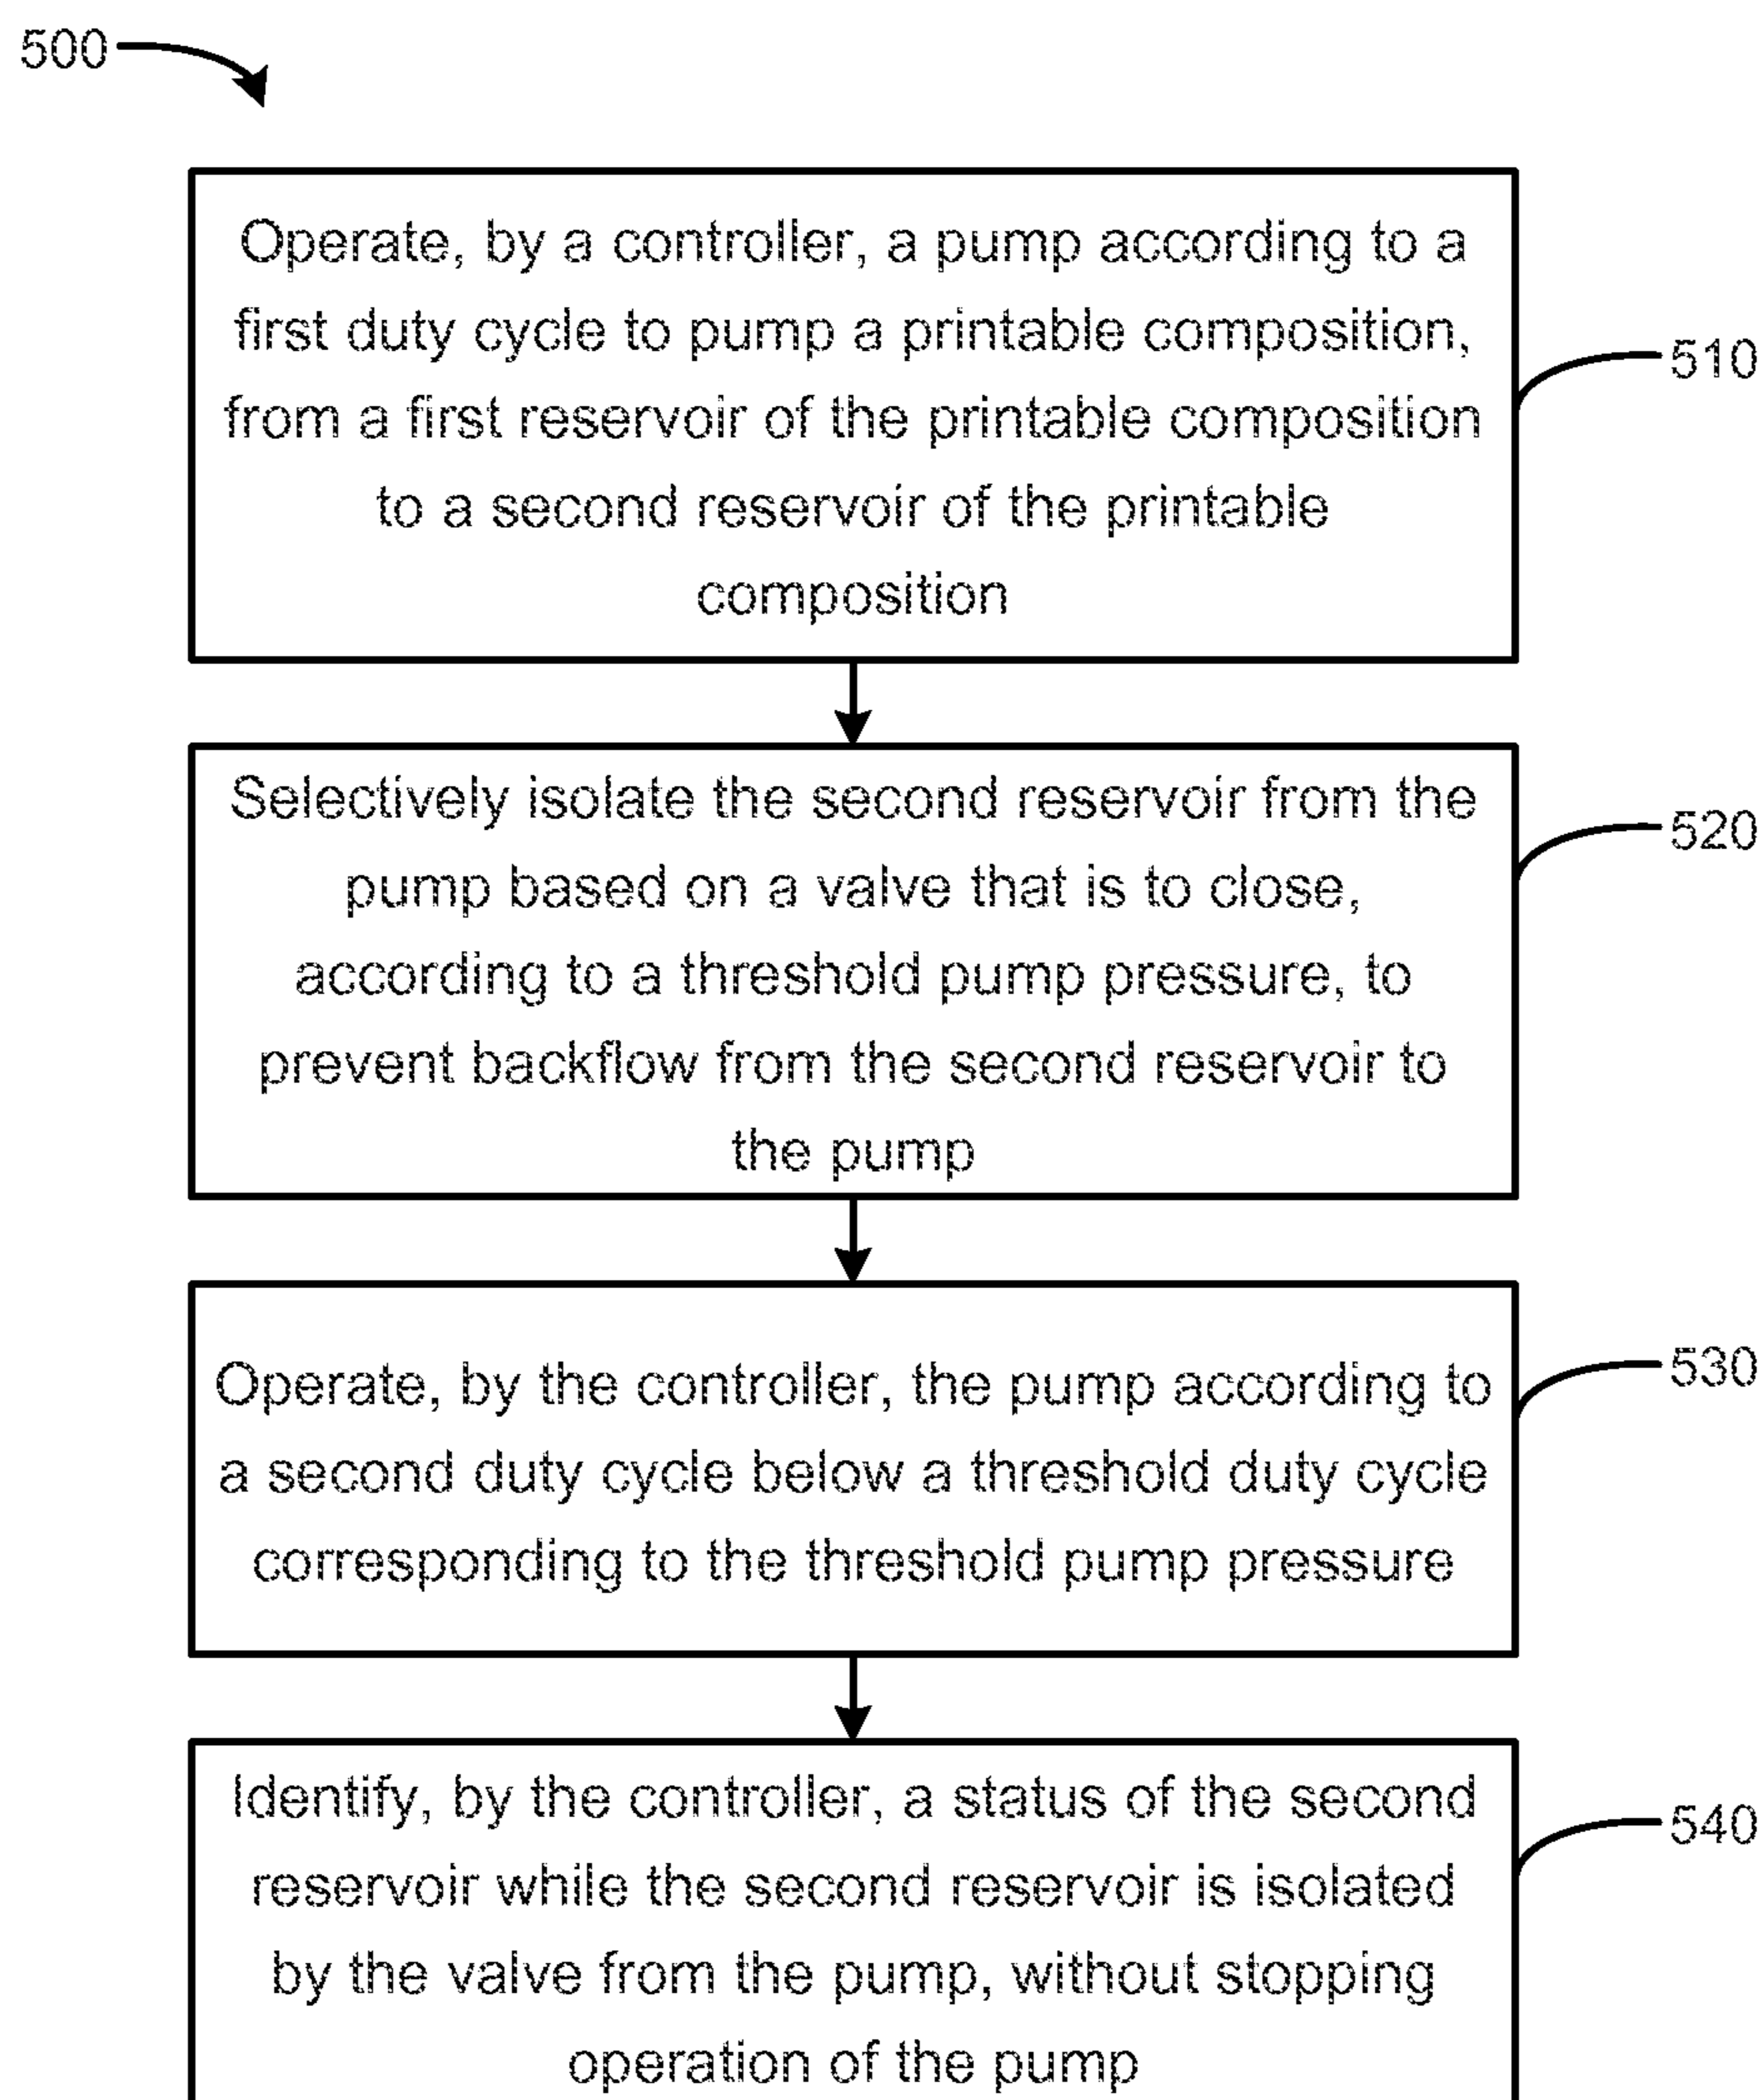 500
Operate, by a controller, a pump according to a
first duty cycle to pump a printable composition,
from a first reservoir of the printable composition
to a second reservoir of the printable
composition
510
Selectively isolate the second reservoir from the
pump based on a valve that is to close,
according to a threshold pump pressure, to
prevent backflow from the second reservoir to
the pump
520
Operate, by the controller, the pump according to
a second duty cycle below a threshold duty cycle
corresponding to the threshold pump pressure
530
Identify, by the controller, a status of the second
reservoir while the second reservoir is isolated
by the valve from the pump, without stopping
operation of the pump
540